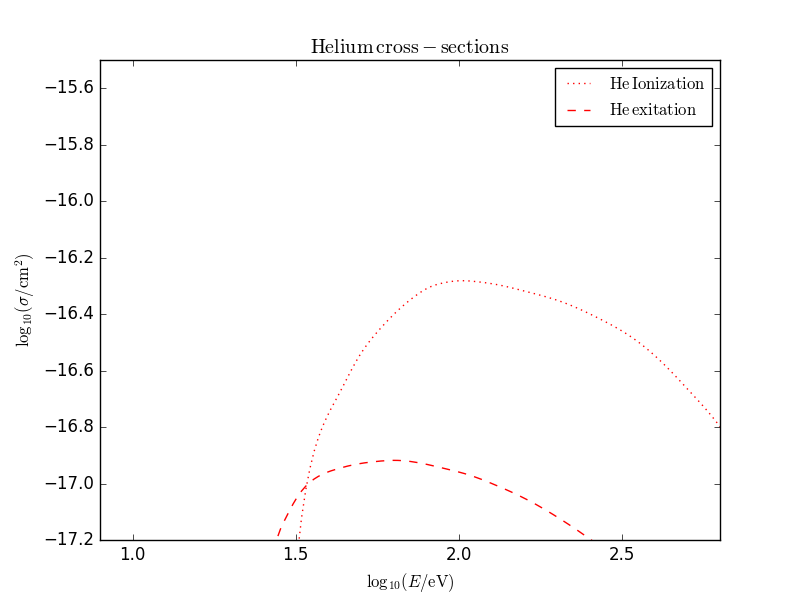 Helium cross − sections
He Ionization
He exitation
−15.6
−15.8
−16.0
−16.2
−16.4
−16.6
−16.8
−17.0
−17.2
log₁₀(σ/cm²)
1.0 1.5 2.0 2.5
log₁₀(E/eV)